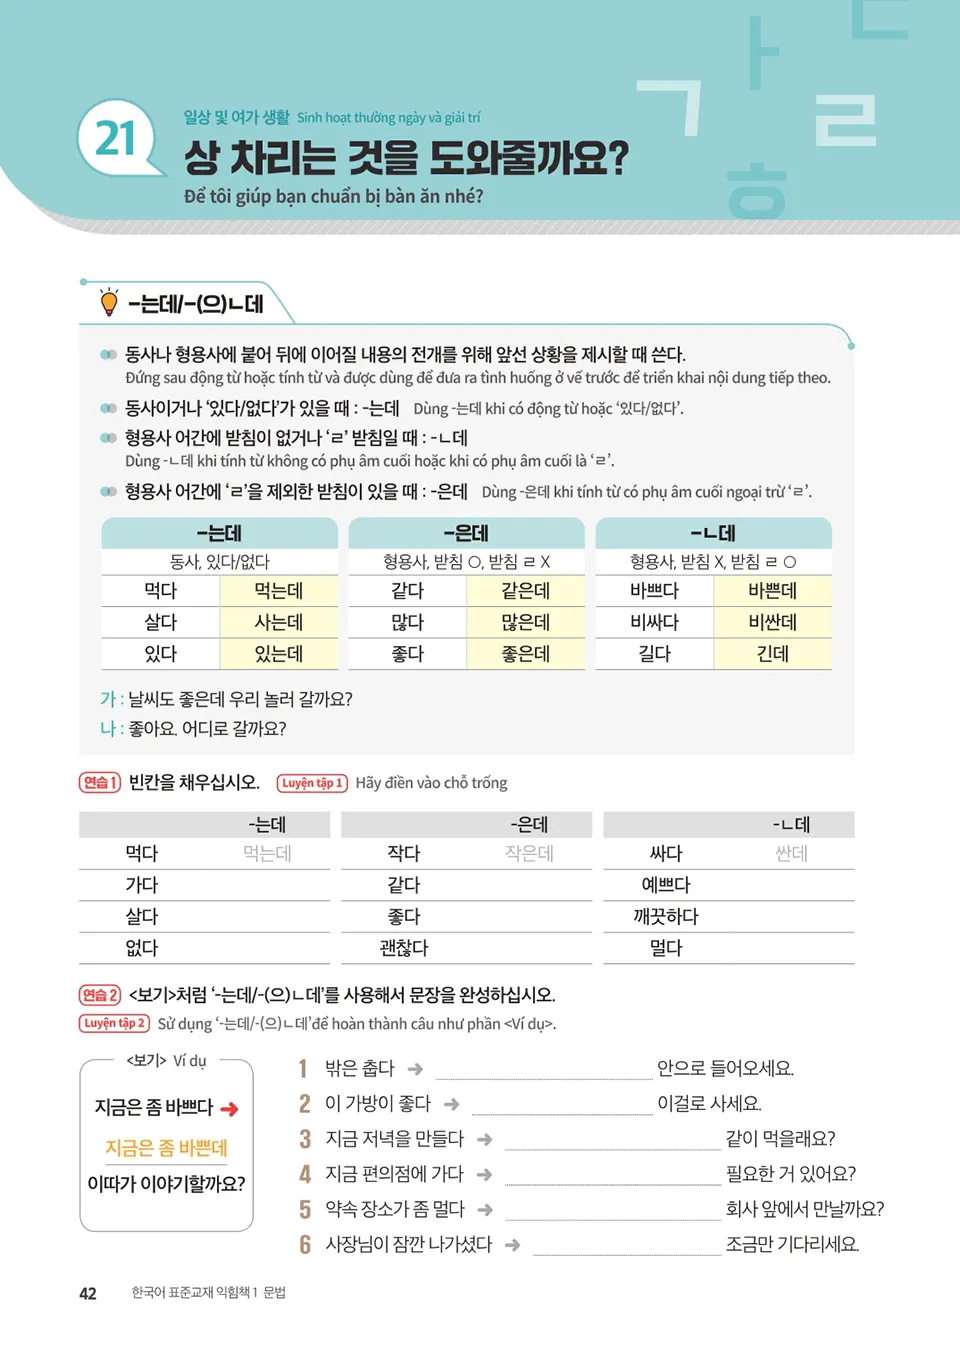 21
일상 및 여가 생활 Sinh hoạt thường ngày và giải trí
상 차리는 것을 도와줄까요?
Để tôi giúp bạn chuẩn bị bàn ăn nhé?
ㄱ ㅏ ㄴ ㄹ ㅎ
-는데/-(으)ㄴ데
동사나 형용사에 붙어 뒤에 이어질 내용의 전개를 위해 앞선 상황을 제시할 때 쓴다.
Đứng sau động từ hoặc tính từ và được dùng để đưa ra tình huống ở vế trước để triển khai nội dung tiếp theo.
동사이거나 ‘있다/없다’가 있을 때 : -는데 Dùng -는데 khi có động từ hoặc ‘있다/없다’.
형용사 어간에 받침이 없거나 ‘ㄹ’ 받침일 때 : -ㄴ데
Dùng -ㄴ데 khi tính từ không có phụ âm cuối hoặc khi có phụ âm cuối là ‘ㄹ’.
형용사 어간에 ‘ㄹ’을 제외한 받침이 있을 때 : -은데 Dùng -은데 khi tính từ có phụ âm cuối ngoại trừ ‘ㄹ’.
-는데 -은데 -ㄴ데
동사, 있다/없다 형용사, 받침 O, 받침 ㄹ X 형용사, 받침 X, 받침 ㄹ O
먹다 먹는데 같다 같은데 바쁘다 바쁜데
살다 사는데 많다 많은데 비싸다 비싼데
있다 있는데 좋다 좋은데 길다 긴데
가 : 날씨도 좋은데 우리 놀러 갈까요?
나 : 좋아요. 어디로 갈까요?
연습 1 빈칸을 채우십시오. Luyện tập 1 Hãy điền vào chỗ trống
-는데 -은데 -ㄴ데
먹다 먹는데 작다 작은데 싸다 싼데
가다 같다 예쁘다
살다 좋다 깨끗하다
없다 괜찮다 멀다
연습 2 <보기>처럼 ‘-는데/-(으)ㄴ데’를 사용해서 문장을 완성하십시오.
Luyện tập 2 Sử dụng ‘-는데/-(으)ㄴ데’để hoàn thành câu như phần <Ví dụ>.
<보기> Ví dụ
지금은 좀 바쁘다 ➜
지금은 좀 바쁜데
이따가 이야기할까요?
1 밖은 춥다 ➜ 안으로 들어오세요.
2 이 가방이 좋다 ➜ 이걸로 사세요.
3 지금 저녁을 만들다 ➜ 같이 먹을래요?
4 지금 편의점에 가다 ➜ 필요한 거 있어요?
5 약속 장소가 좀 멀다 ➜ 회사 앞에서 만날까요?
6 사장님이 잠깐 나가셨다 ➜ 조금만 기다리세요.
42 한국어 표준교재 익힘책 1 문법